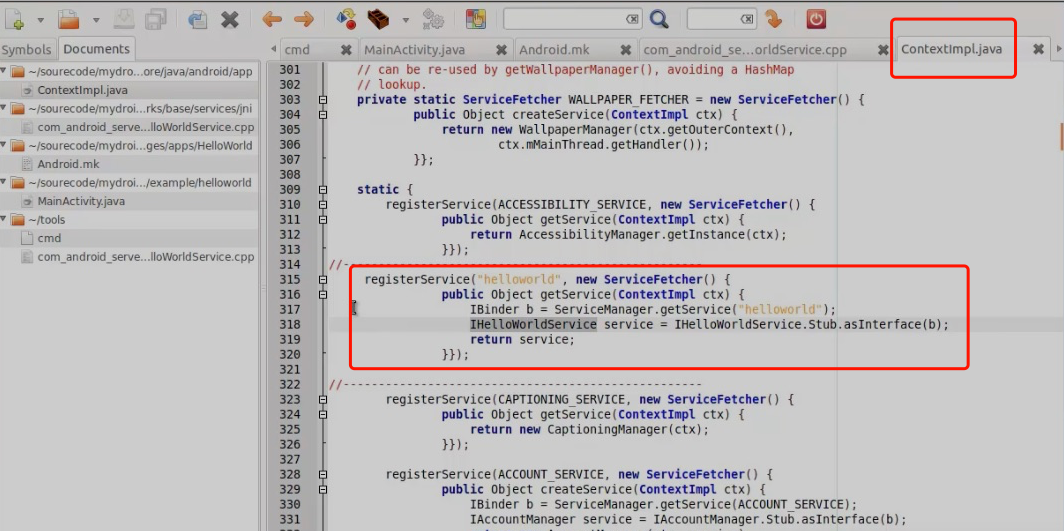 Symbols Documents
cmd MainActivity.java Android.mk com_android_se...orldService.cpp ContextImpl.java
~/sourecode/mydro...ore/java/android/app
ContextImpl.java
~/sourecode/mydroi...rks/base/services/jni
com_android_serve...lloWorldService.cpp
~/sourecode/mydroi...ges/apps/HelloWorld
Android.mk
~/sourecode/mydroi.../example/helloworld
MainActivity.java
~/tools
cmd
com_android_serve...lloWorldService.cpp
301 // can be re-used by getWallpaperManager(), avoiding a HashMap
302 // lookup.
303 private static ServiceFetcher WALLPAPER_FETCHER = new ServiceFetcher() {
304 public Object createService(ContextImpl ctx) {
305 return new WallpaperManager(ctx.getOuterContext(),
306 ctx.mMainThread.getHandler());
307 }};
308
309 static {
310 registerService(ACCESSIBILITY_SERVICE, new ServiceFetcher() {
311 public Object getService(ContextImpl ctx) {
312 return AccessibilityManager.getInstance(ctx);
313 }});
314 //---------------------------------------------------
315 registerService("helloworld", new ServiceFetcher() {
316 public Object getService(ContextImpl ctx) {
317 IBinder b = ServiceManager.getService("helloworld");
318 IHelloWorldService service = IHelloWorldService.Stub.asInterface(b);
319 return service;
320 }});
321
322 //---------------------------------------------------
323 registerService(CAPTIONING_SERVICE, new ServiceFetcher() {
324 public Object getService(ContextImpl ctx) {
325 return new CaptioningManager(ctx);
326 }});
327
328 registerService(ACCOUNT_SERVICE, new ServiceFetcher() {
329 public Object createService(ContextImpl ctx) {
330 IBinder b = ServiceManager.getService(ACCOUNT_SERVICE);
331 IAccountManager service = IAccountManager.Stub.asInterface(b);